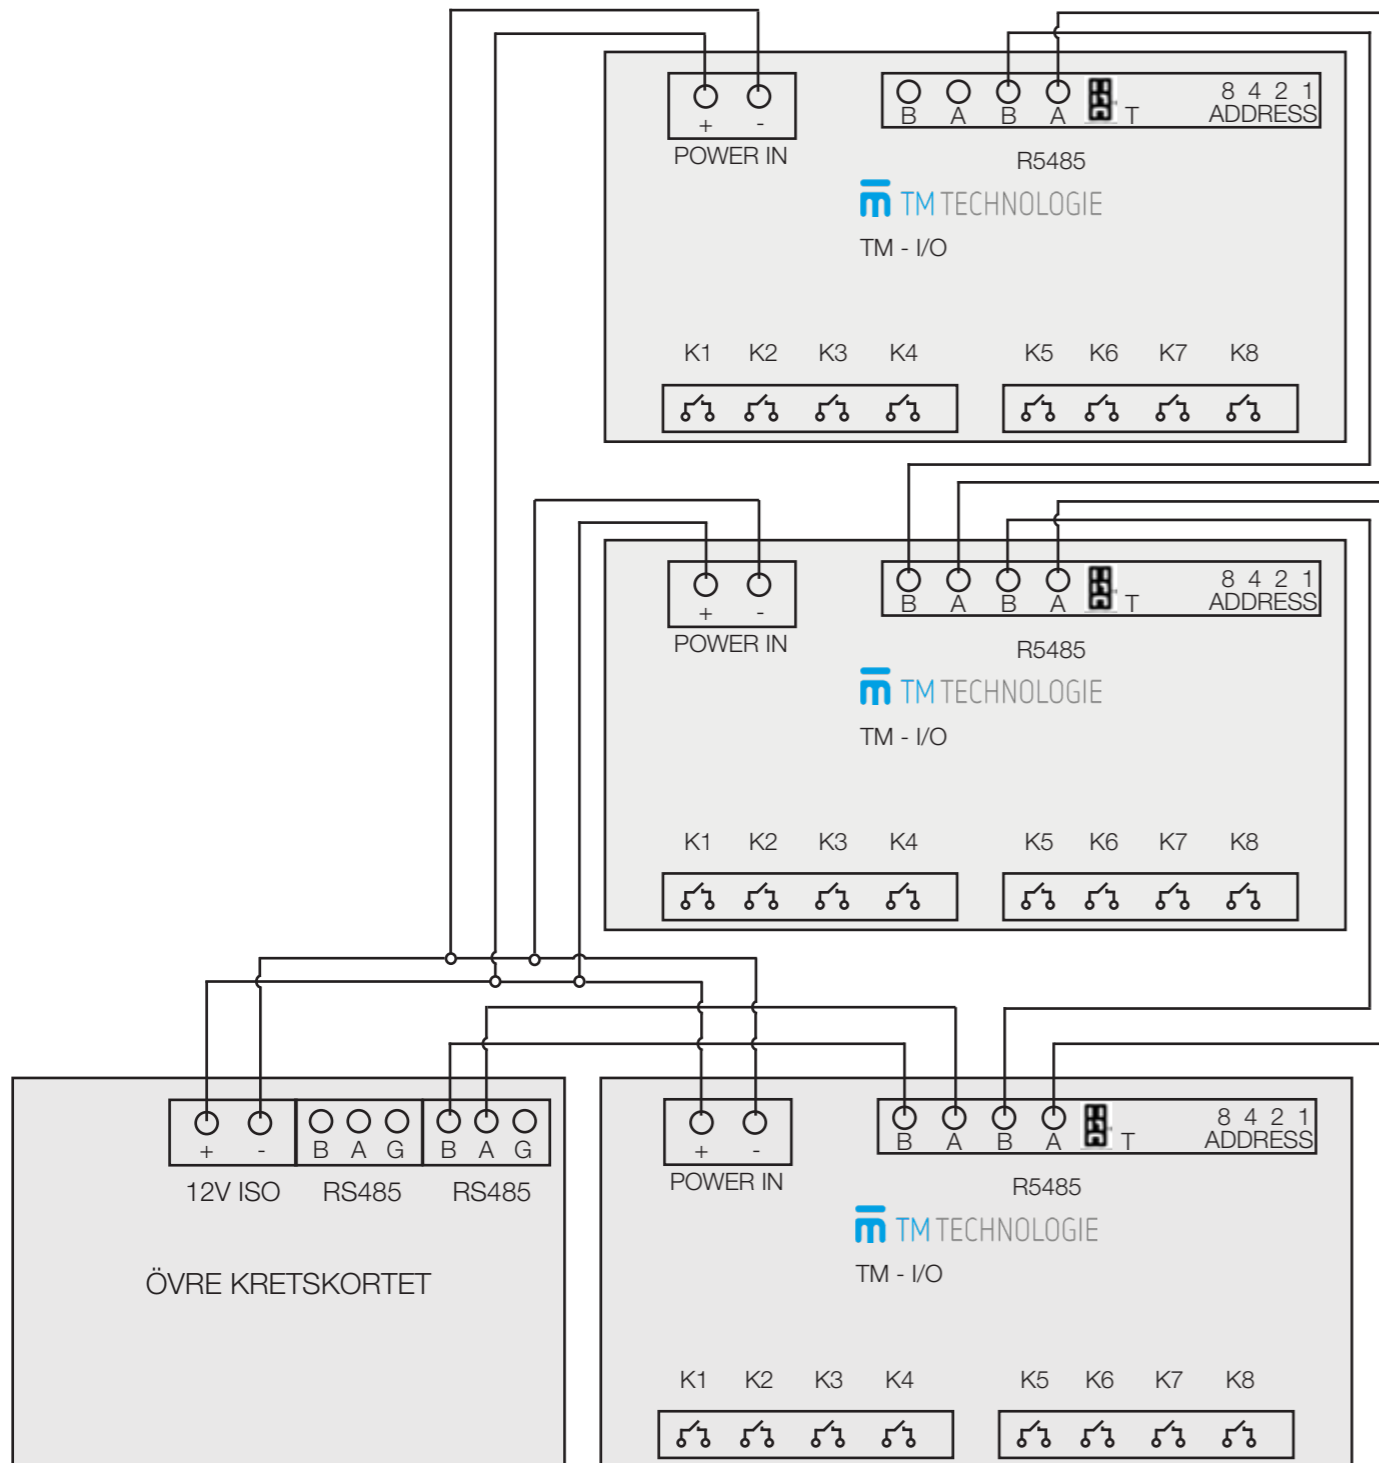 8 4 2 1
B A B A T ADDRESS
+ -
POWER IN
R5485
TM TECHNOLOGIE
TM - I/O
K1 K2 K3 K4 K5 K6 K7 K8
8 4 2 1
B A B A T ADDRESS
+ -
POWER IN
R5485
TM TECHNOLOGIE
TM - I/O
K1 K2 K3 K4 K5 K6 K7 K8
+ - B A G B A G
12V ISO RS485 RS485
ÖVRE KRETSKORTET
8 4 2 1
B A B A T ADDRESS
+ -
POWER IN
R5485
TM TECHNOLOGIE
TM - I/O
K1 K2 K3 K4 K5 K6 K7 K8